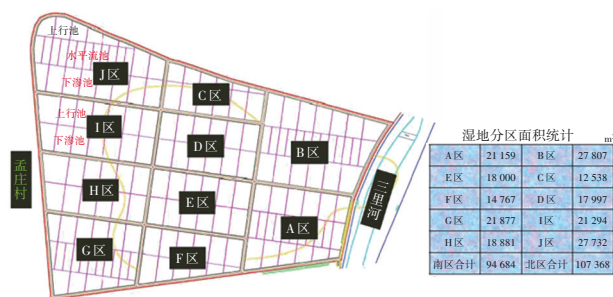 上行池
水平流池
下渗池
J区
C区
上行池
下渗池
I区
D区
B区
孟庄村
H区
E区
三里河
A区
G区
F区
湿地分区面积统计 m²
A区 21 159 B区 27 807
E区 18 000 C区 12 538
F区 14 767 D区 17 997
G区 21 877 I区 21 294
H区 18 881 J区 27 732
南区合计 94 684 北区合计 107 368